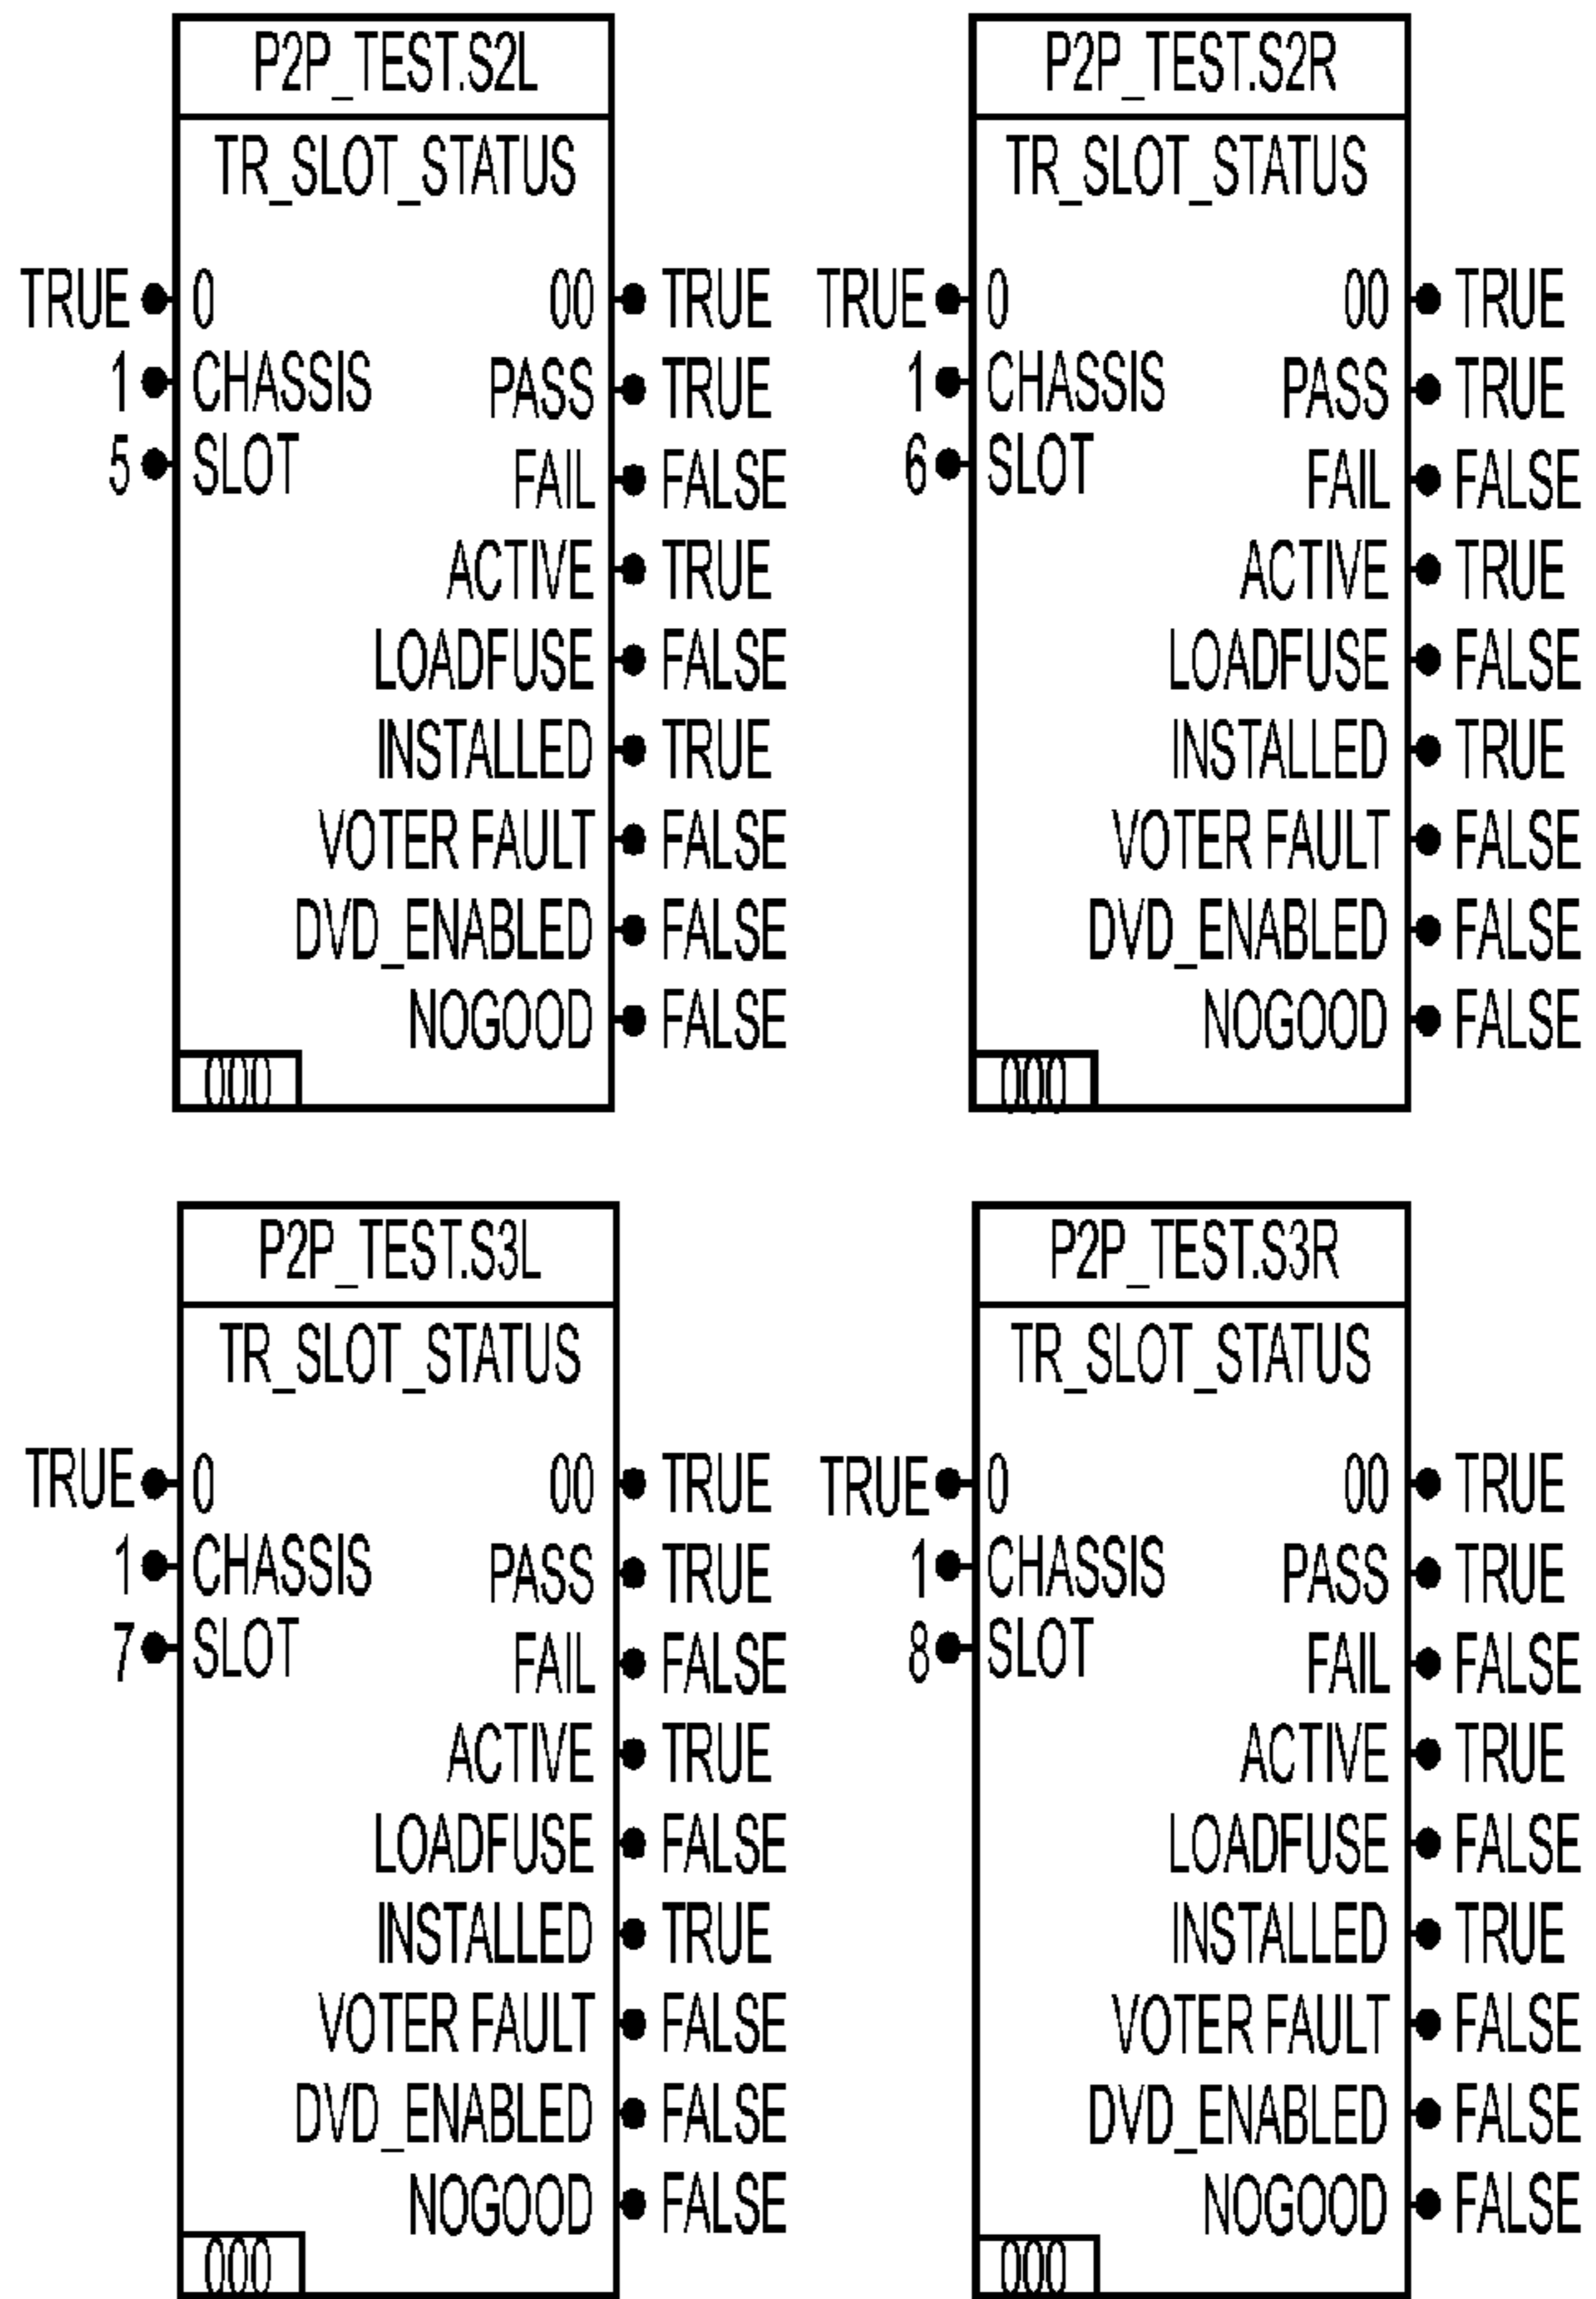 P2P_TEST.S2L
TR_SLOT_STATUS
TRUE 0 00 TRUE
1 CHASSIS PASS TRUE
5 SLOT FAIL FALSE
ACTIVE TRUE
LOADFUSE FALSE
INSTALLED TRUE
VOTER FAULT FALSE
DVD_ENABLED FALSE
NOGOOD FALSE
000
P2P_TEST.S2R
TR_SLOT_STATUS
TRUE 0 00 TRUE
1 CHASSIS PASS TRUE
6 SLOT FAIL FALSE
ACTIVE TRUE
LOADFUSE FALSE
INSTALLED TRUE
VOTER FAULT FALSE
DVD_ENABLED FALSE
NOGOOD FALSE
000
P2P_TEST.S3L
TR_SLOT_STATUS
TRUE 0 00 TRUE
1 CHASSIS PASS TRUE
7 SLOT FAIL FALSE
ACTIVE TRUE
LOADFUSE FALSE
INSTALLED TRUE
VOTER FAULT FALSE
DVD_ENABLED FALSE
NOGOOD FALSE
000
P2P_TEST.S3R
TR_SLOT_STATUS
TRUE 0 00 TRUE
1 CHASSIS PASS TRUE
8 SLOT FAIL FALSE
ACTIVE TRUE
LOADFUSE FALSE
INSTALLED TRUE
VOTER FAULT FALSE
DVD_ENABLED FALSE
NOGOOD FALSE
000